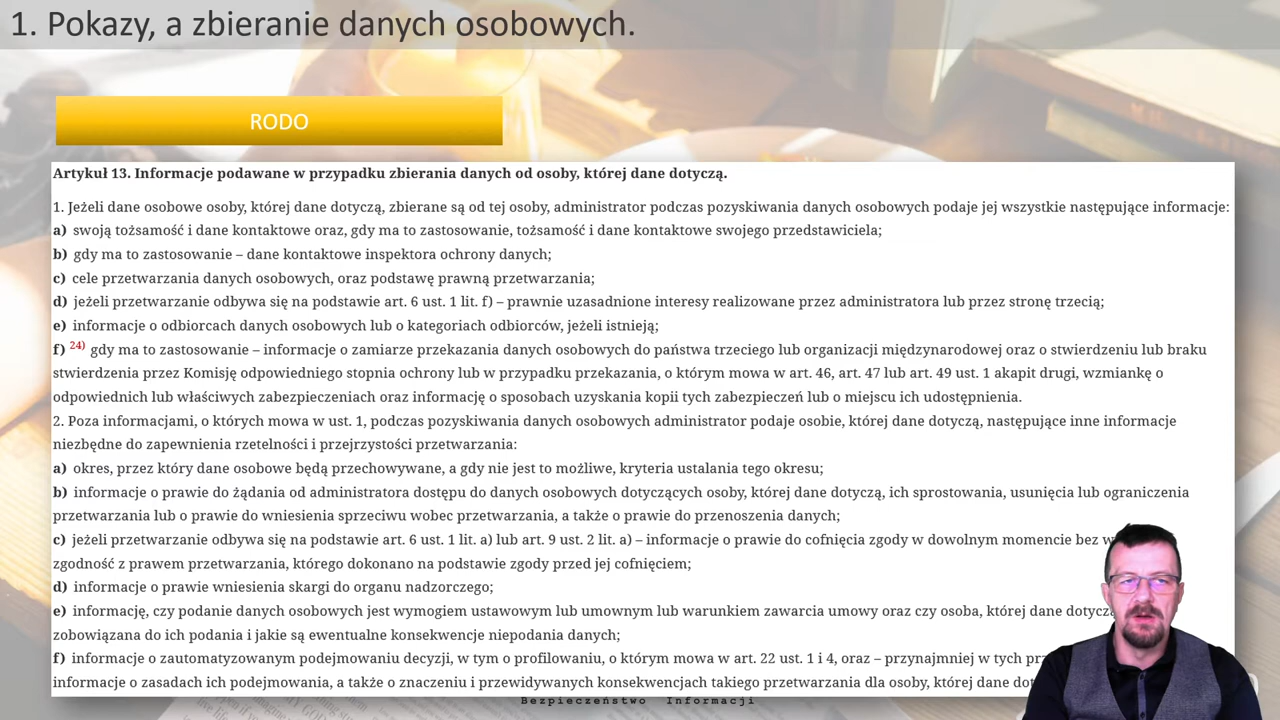 1. Pokazy, a zbieranie danych osobowych.
RODO
Artykuł 13. Informacje podawane w przypadku zbierania danych od osoby, której dane dotyczą.
1. Jeżeli dane osobowe osoby, której dane dotyczą, zbierane są od tej osoby, administrator podczas pozyskiwania danych osobowych podaje jej wszystkie następujące informacje:
a) swoją tożsamość i dane kontaktowe oraz, gdy ma to zastosowanie, tożsamość i dane kontaktowe swojego przedstawiciela;
b) gdy ma to zastosowanie – dane kontaktowe inspektora ochrony danych;
c) cele przetwarzania danych osobowych, oraz podstawę prawną przetwarzania;
d) jeżeli przetwarzanie odbywa się na podstawie art. 6 ust. 1 lit. f) – prawnie uzasadnione interesy realizowane przez administratora lub przez stronę trzecią;
e) informacje o odbiorcach danych osobowych lub o kategoriach odbiorców, jeżeli istnieją;
f) 24) gdy ma to zastosowanie – informacje o zamiarze przekazania danych osobowych do państwa trzeciego lub organizacji międzynarodowej oraz o stwierdzeniu lub braku
stwierdzenia przez Komisję odpowiedniego stopnia ochrony lub w przypadku przekazania, o którym mowa w art. 46, art. 47 lub art. 49 ust. 1 akapit drugi, wzmiankę o
odpowiednich lub właściwych zabezpieczeniach oraz informację o sposobach uzyskania kopii tych zabezpieczeń lub o miejscu ich udostępnienia.
2. Poza informacjami, o których mowa w ust. 1, podczas pozyskiwania danych osobowych administrator podaje osobie, której dane dotyczą, następujące inne informacje
niezbędne do zapewnienia rzetelności i przejrzystości przetwarzania:
a) okres, przez który dane osobowe będą przechowywane, a gdy nie jest to możliwe, kryteria ustalania tego okresu;
b) informacje o prawie do żądania od administratora dostępu do danych osobowych dotyczących osoby, której dane dotyczą, ich sprostowania, usunięcia lub ograniczenia
przetwarzania lub o prawie do wniesienia sprzeciwu wobec przetwarzania, a także o prawie do przenoszenia danych;
c) jeżeli przetwarzanie odbywa się na podstawie art. 6 ust. 1 lit. a) lub art. 9 ust. 2 lit. a) – informacje o prawie do cofnięcia zgody w dowolnym momencie bez
zgodność z prawem przetwarzania, którego dokonano na podstawie zgody przed jej cofnięciem;
d) informacje o prawie wniesienia skargi do organu nadzorczego;
e) informację, czy podanie danych osobowych jest wymogiem ustawowym lub umownym lub warunkiem zawarcia umowy oraz czy osoba, której dane
zobowiązana do ich podania i jakie są ewentualne konsekwencje niepodania danych;
f) informacje o zautomatyzowanym podejmowaniu decyzji, w tym o profilowaniu, o którym mowa w art. 22 ust. 1 i 4, oraz – przynajmniej w tych
informacje o zasadach ich podejmowania, a także o znaczeniu i przewidywanych konsekwencjach takiego przetwarzania dla osoby, której dane
Bezpieczeństwo Informacji